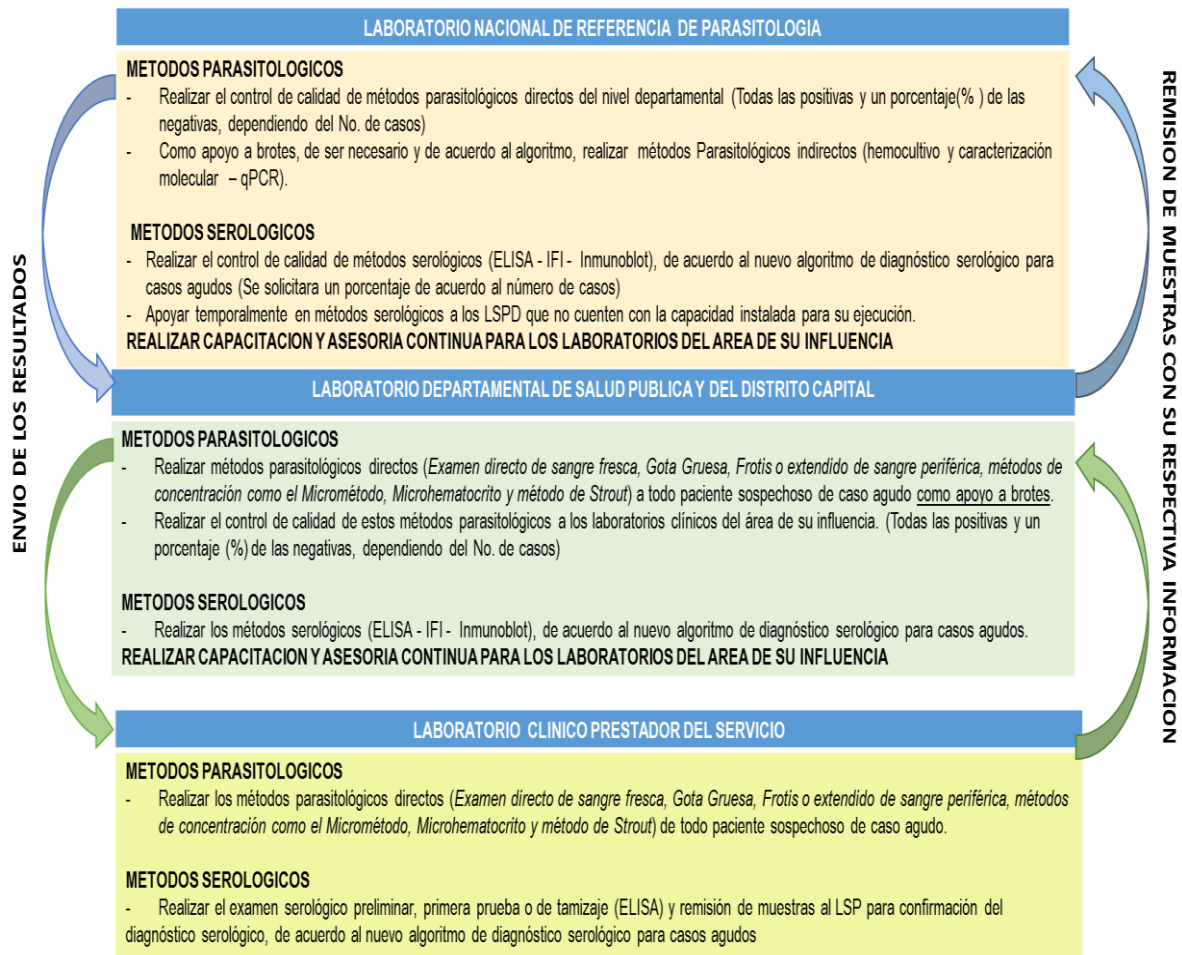 LABORATORIO NACIONAL DE REFERENCIA DE PARASITOLOGIA
METODOS PARASITOLOGICOS
- Realizar el control de calidad de métodos parasitológicos directos del nivel departamental (Todas las positivas y un porcentaje(% ) de las
negativas, dependiendo del No. de casos)
- Como apoyo a brotes, de ser necesario y de acuerdo al algoritmo, realizar métodos Parasitológicos indirectos (hemocultivo y caracterización
molecular – qPCR).
METODOS SEROLOGICOS
- Realizar el control de calidad de métodos serológicos (ELISA - IFI - Inmunoblot), de acuerdo al nuevo algoritmo de diagnóstico serológico para
casos agudos (Se solicitara un porcentaje de acuerdo al número de casos)
- Apoyar temporalmente en métodos serológicos a los LSPD que no cuenten con la capacidad instalada para su ejecución.
REALIZAR CAPACITACION Y ASESORIA CONTINUA PARA LOS LABORATORIOS DEL AREA DE SU INFLUENCIA
LABORATORIO DEPARTAMENTAL DE SALUD PUBLICA Y DEL DISTRITO CAPITAL
METODOS PARASITOLOGICOS
- Realizar métodos parasitológicos directos (Examen directo de sangre fresca, Gota Gruesa, Frotis o extendido de sangre periférica, métodos de
concentración como el Micrométodo, Microhematocrito y método de Strout) a todo paciente sospechoso de caso agudo como apoyo a brotes.
- Realizar el control de calidad de estos métodos parasitológicos a los laboratorios clínicos del área de su influencia. (Todas las positivas y un
porcentaje (%) de las negativas, dependiendo del No. de casos)
METODOS SEROLOGICOS
- Realizar los métodos serológicos (ELISA - IFI - Inmunoblot), de acuerdo al nuevo algoritmo de diagnóstico serológico para casos agudos.
REALIZAR CAPACITACION Y ASESORIA CONTINUA PARA LOS LABORATORIOS DEL AREA DE SU INFLUENCIA
LABORATORIO CLINICO PRESTADOR DEL SERVICIO
METODOS PARASITOLOGICOS
- Realizar los métodos parasitológicos directos (Examen directo de sangre fresca, Gota Gruesa, Frotis o extendido de sangre periférica, métodos
de concentración como el Micrométodo, Microhematocrito y método de Strout) de todo paciente sospechoso de caso agudo.
METODOS SEROLOGICOS
- Realizar el examen serológico preliminar, primera prueba o de tamizaje (ELISA) y remisión de muestras al LSP para confirmación del
diagnóstico serológico, de acuerdo al nuevo algoritmo de diagnóstico serológico para casos agudos
ENVIO DE LOS RESULTADOS
REMISION DE MUESTRAS CON SU RESPECTIVA INFORMACION